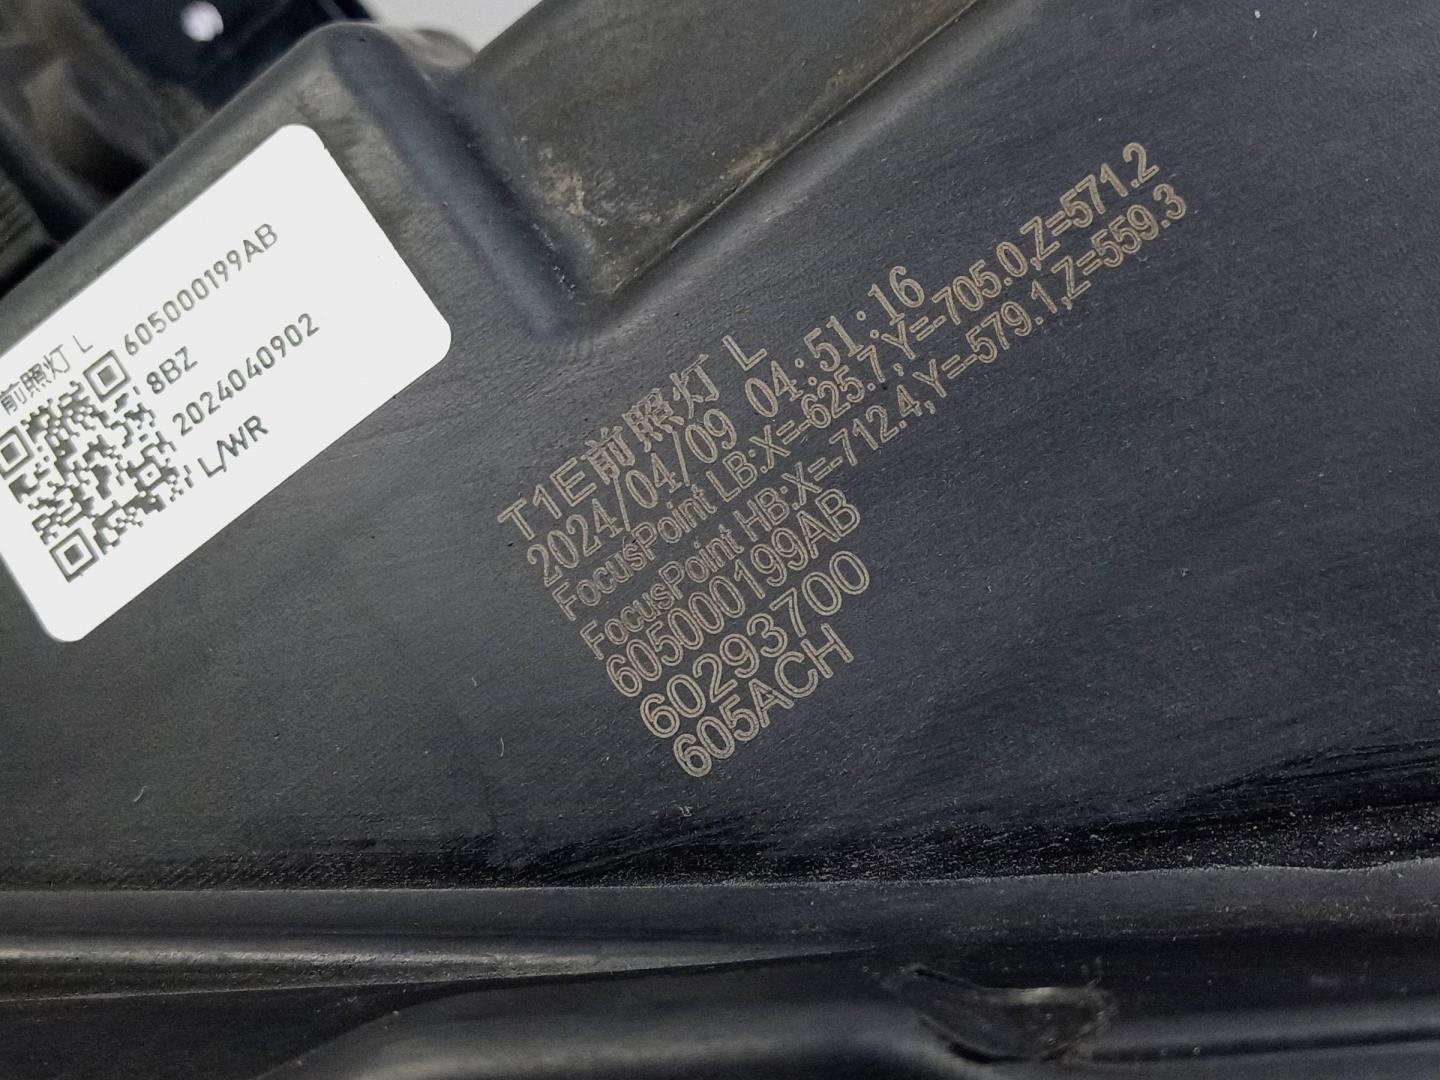 前照灯 L
605000199AB
8BZ
2024040902
L/WR
T1E前照灯 L
2024/04/09 04:51:16
FocusPoint LB:X=-625.7,Y=-705.0,Z=571.2
FocusPoint HB:X=-712.4,Y=-579.1,Z=559.3
605000199AB
60293700
605ACH